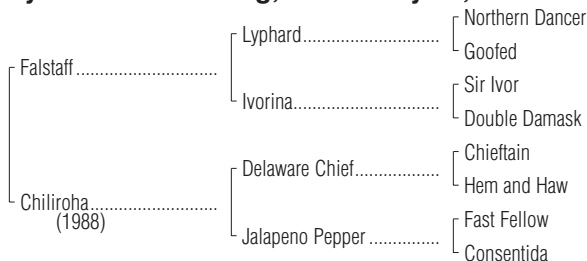 Northern Dancer
Lyphard..............................
Goofed
Falstaff ...............................
Sir Ivor
Ivorina................................
Double Damask
Chieftain
Delaware Chief..................
Hem and Haw
Chiliroha............................
(1988)
Fast Fellow
Jalapeno Pepper ...............
Consentida